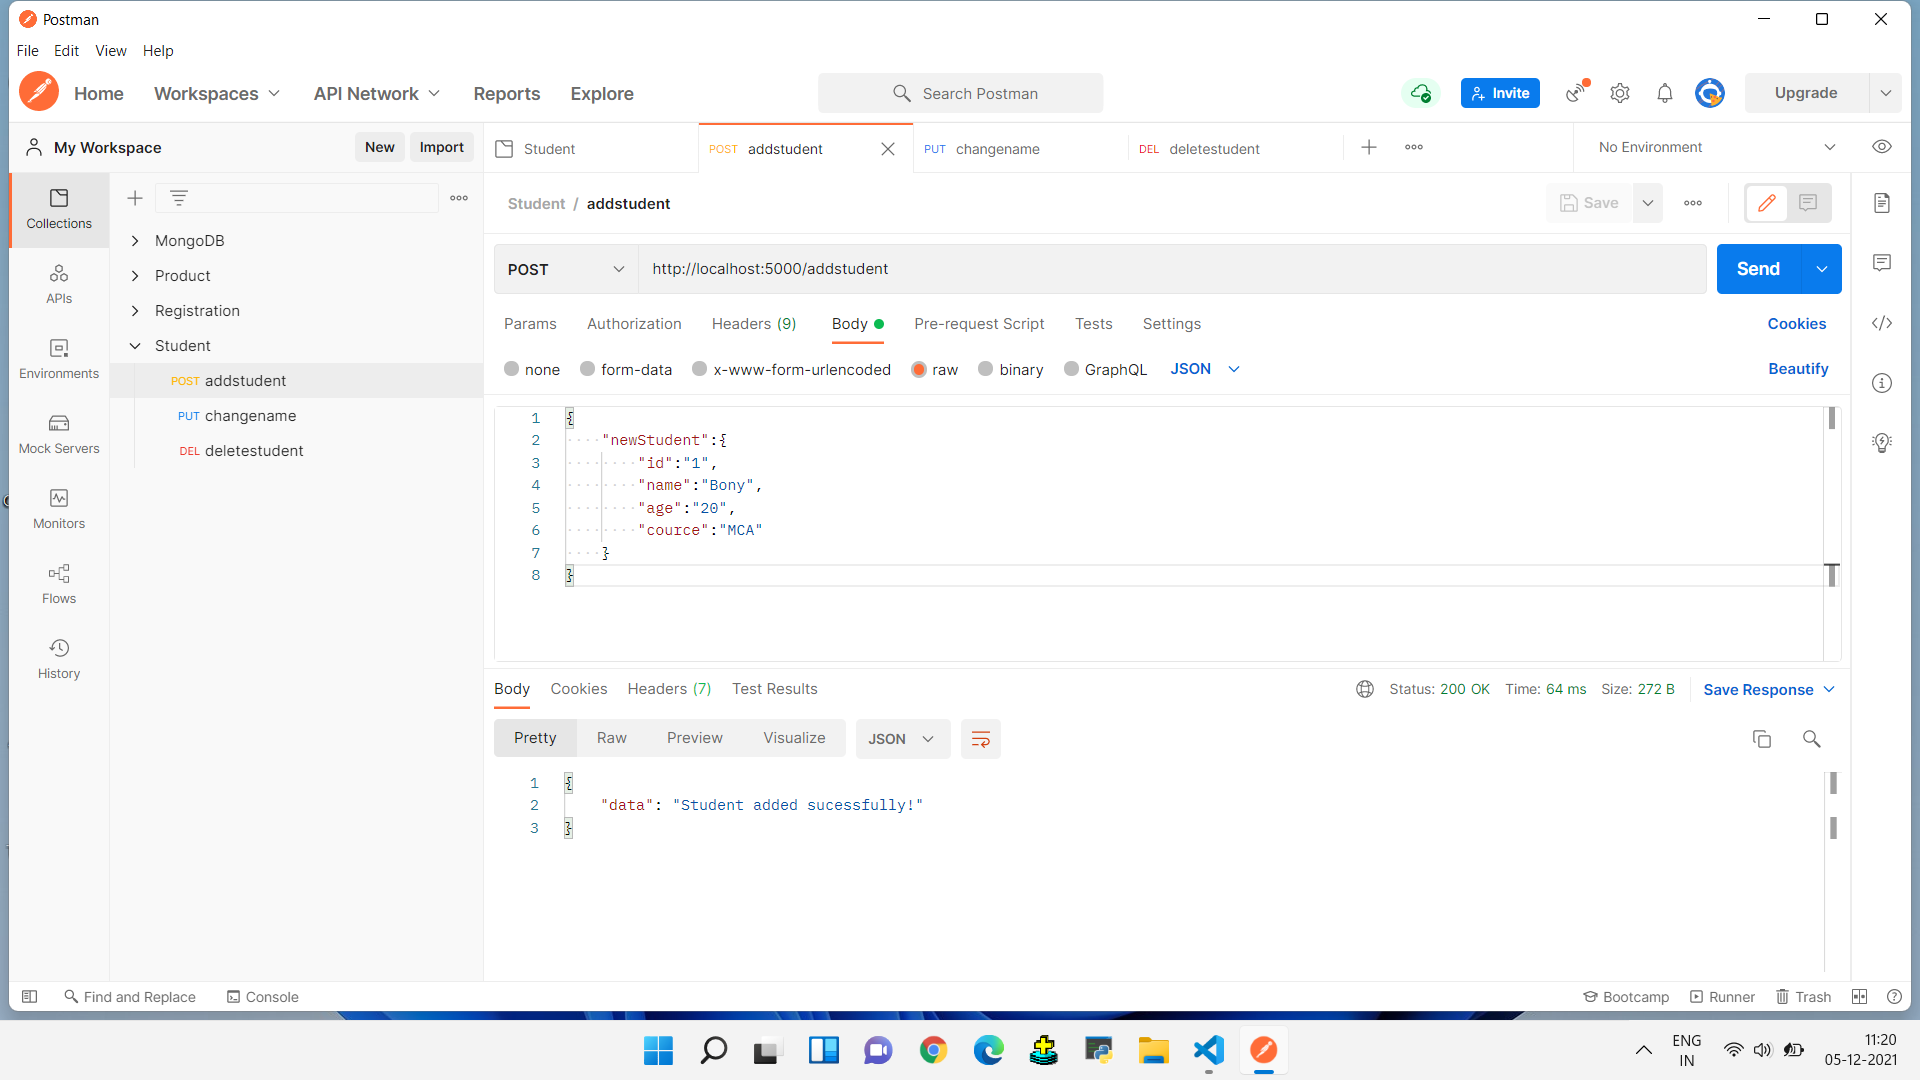 Postman
File Edit View Help
Home Workspaces API Network Reports Explore Search Postman Invite Upgrade
My Workspace New Import
Student POST addstudent PUT changename DEL deletestudent No Environment
Collections
APIs
Environments
Mock Servers
Monitors
Flows
History
MongoDB
Product
Registration
Student
POST addstudent
PUT changename
DEL deletestudent
Student / addstudent Save
POST http://localhost:5000/addstudent Send
Params Authorization Headers (9) Body Pre-request Script Tests Settings Cookies
none form-data x-www-form-urlencoded raw binary GraphQL JSON Beautify
1 {
2 "newStudent":{
3 "id":"1",
4 "name":"Bony",
5 "age":"20",
6 "cource":"MCA"
7 }
8 }
Body Cookies Headers (7) Test Results Status: 200 OK Time: 64 ms Size: 272 B Save Response
Pretty Raw Preview Visualize JSON
1 {
2 "data": "Student added sucessfully!"
3 }
Find and Replace Console Bootcamp Runner Trash
ENG
IN
11:20
05-12-2021